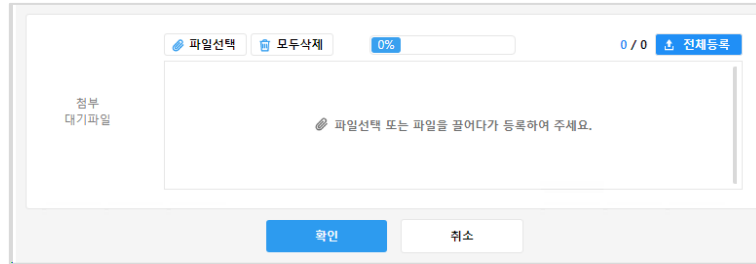 파일선택 모두삭제 0% 0 / 0 전체등록
첨부
대기파일
파일선택 또는 파일을 끌어다가 등록하여 주세요.
확인 취소